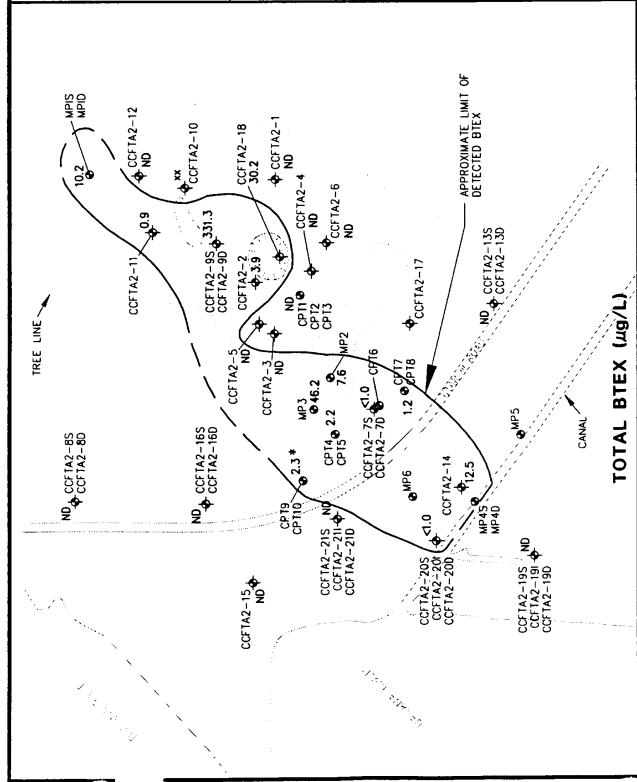 TREE LINE
MPIS
MPID
10.2
CCFTA2-12
ND
xx
CCFTA2-10
CCFTA2-11
0.9
331.3
CCFTA2-9S
CCFTA2-9D
CCFTA2-18
30.2
CCFTA2-1
ND
CCFTA2-2
3.9
CCFTA2-4
ND
CCFTA2-6
ND
ND
CPT1
CPT2
CPT3
CCFTA2-5
ND
CCFTA2-3
ND
CCFTA2-17
CCFTA2-13S
CCFTA2-13D
ND
APPROXIMATE LIMIT OF
DETECTED BTEX
MP2
7.6
MP3
46.2
CPT4
CPT5
2.2
CPT6
<1.0
CCFTA2-7S
CCFTA2-7D
CPT7
CPT8
1.2
ND
CCFTA2-8S
CCFTA2-8D
ND
CCFTA2-16S
CCFTA2-16D
CPT9
CPT10
2.3*
ND
CCFTA2-21S
CCFTA2-21I
CCFTA2-21D
CCFTA2-15
ND
MP6
CCFTA2-14
12.5
MP4S
MP4D
MP5
CANAL
<1.0
CCFTA2-20S
CCFTA2-20I
CCFTA2-20D
ND
CCFTA2-19S
CCFTA2-19I
CCFTA2-19D
TOTAL BTEX (µg/L)